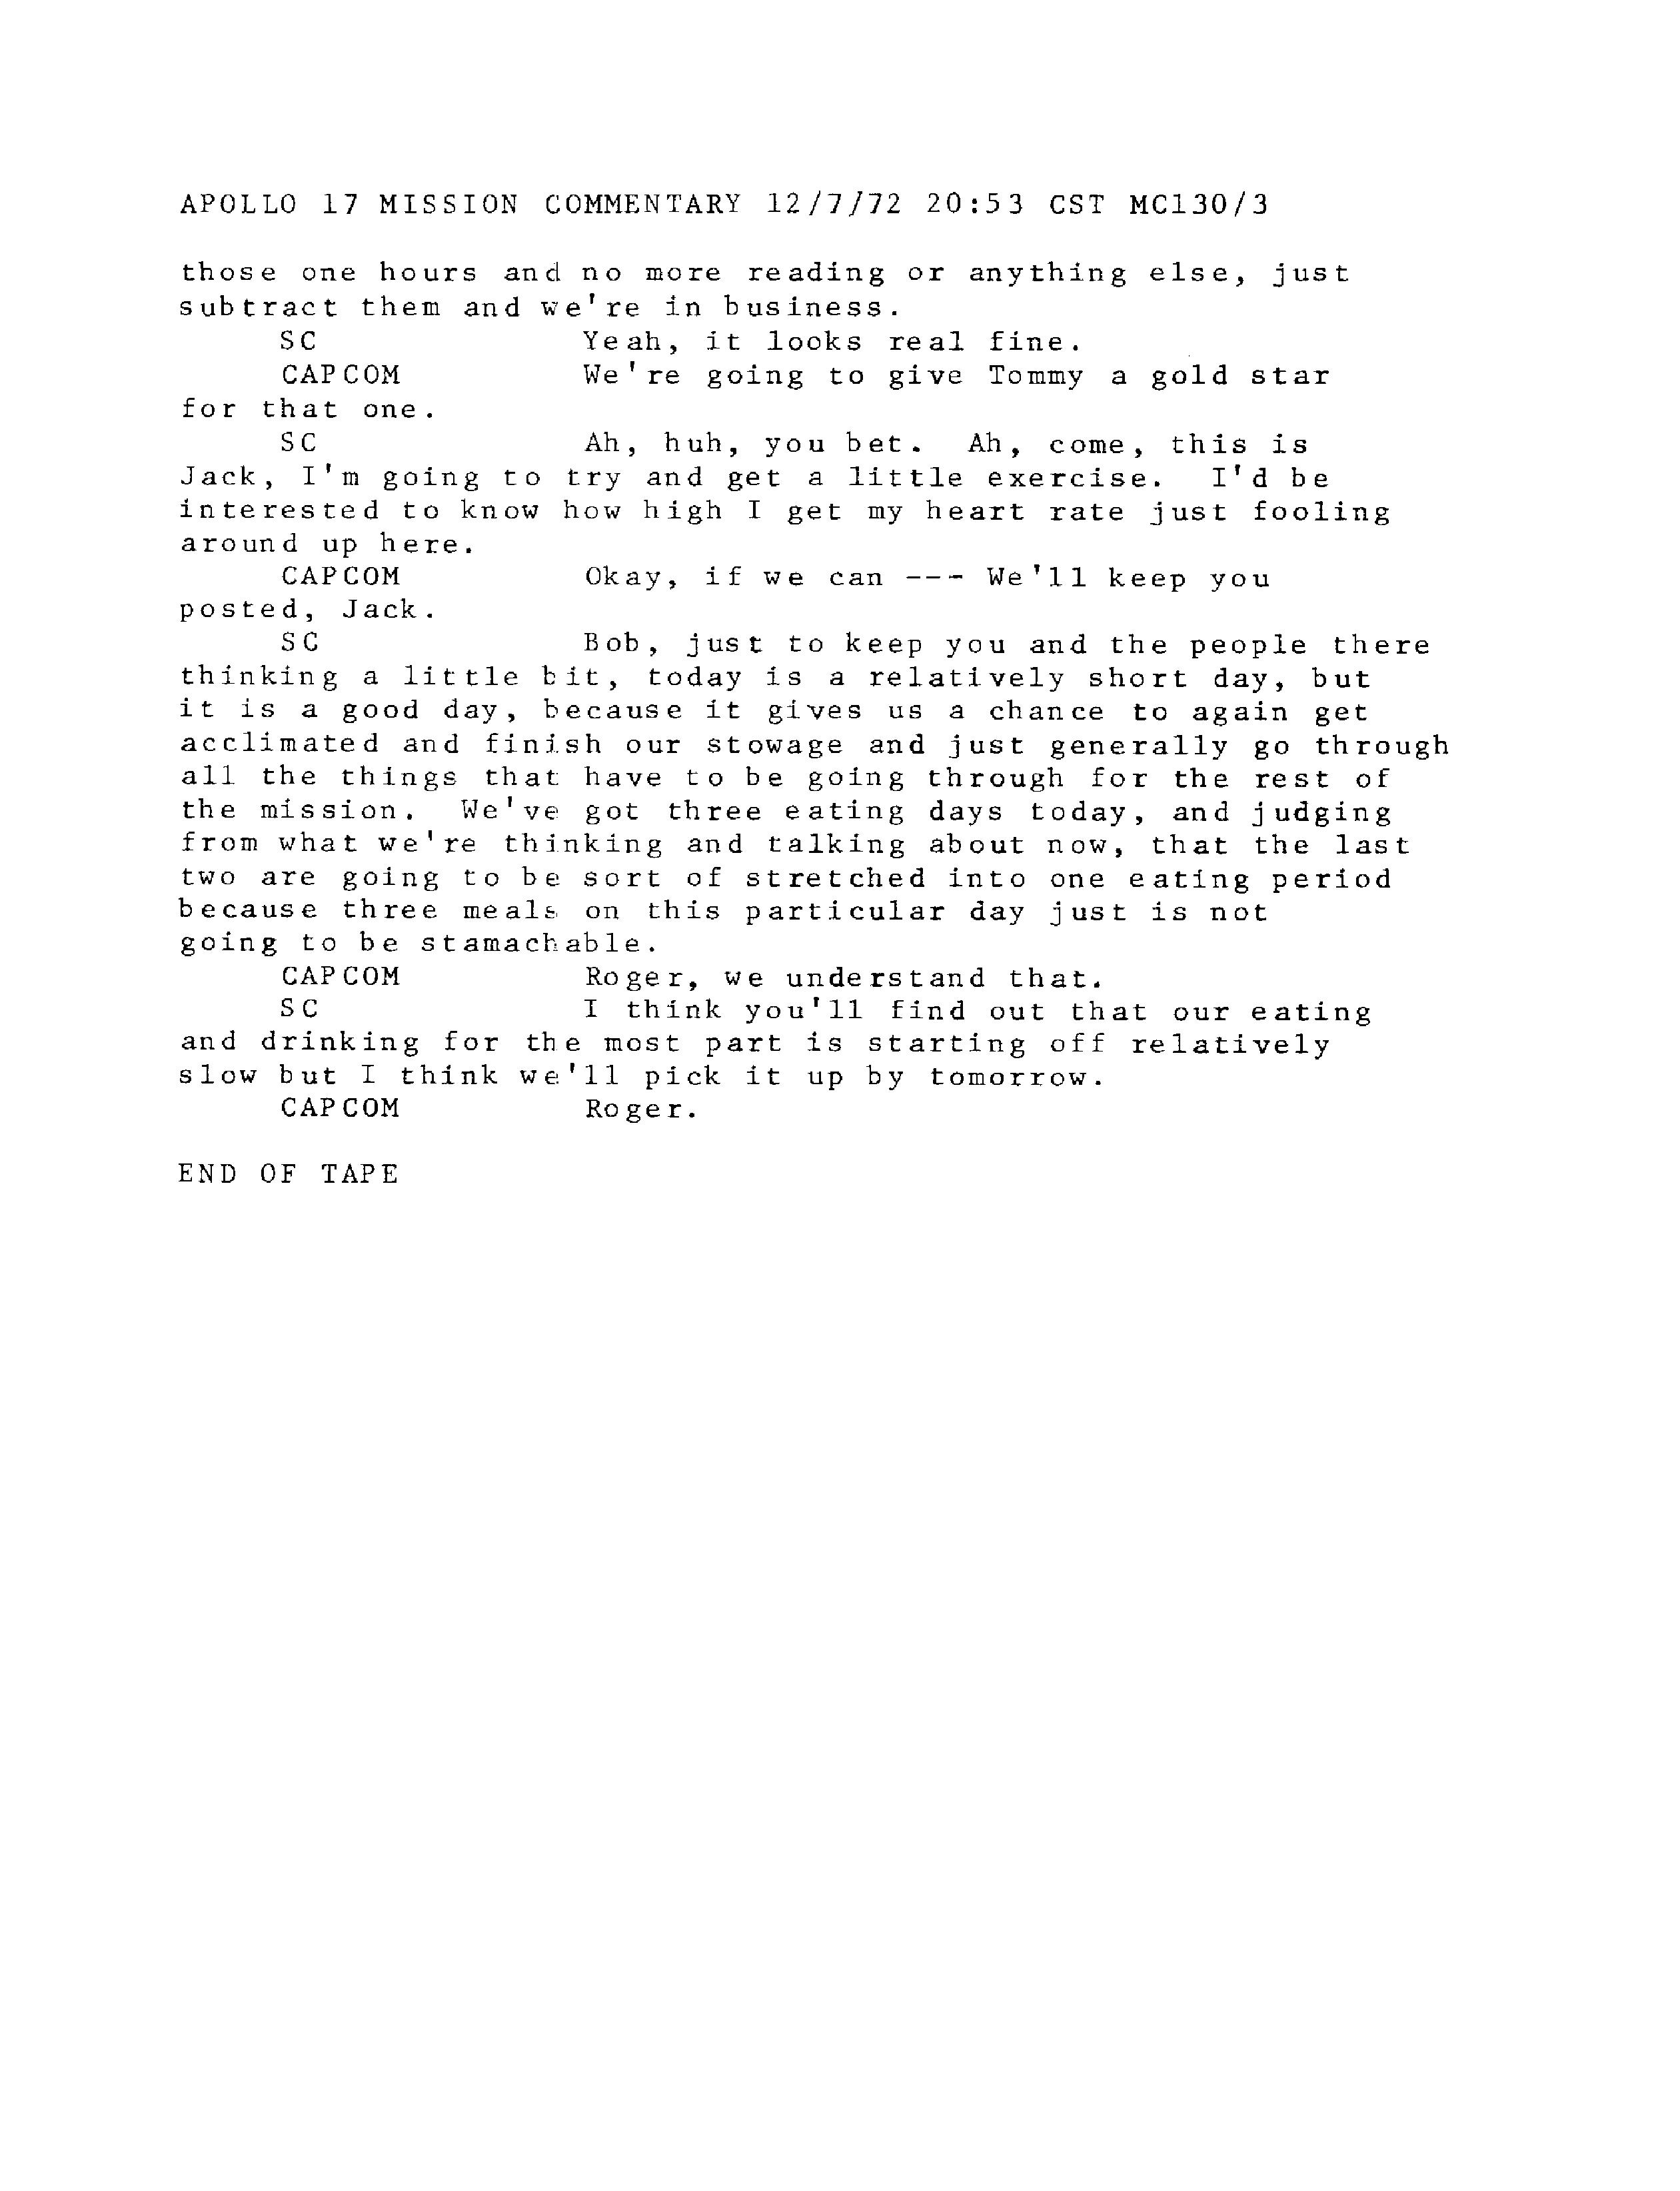 APOLLO 17 MISSION COMMENTARY 12/7/72 20:53 CST MC130/3
those one hours and no more reading or anything else, just
subtract them and we're in business.
SC Yeah, it looks real fine.
CAPCOM We're going to give Tommy a gold star
for that one.
SC Ah, huh, you bet. Ah, come, this is
Jack, I'm going to try and get a little exercise. I'd be
interested to know how high I get my heart rate just fooling
around up here.
CAPCOM Okay, if we can --- We'll keep you
posted, Jack.
SC Bob, just to keep you and the people there
thinking a little bit, today is a relatively short day, but
it is a good day, because it gives us a chance to again get
acclimated and finish our stowage and just generally go through
all the things that have to be going through for the rest of
the mission. We've got three eating days today, and judging
from what we're thinking and talking about now, that the last
two are going to be sort of stretched into one eating period
because three meals on this particular day just is not
going to be stamachable.
CAPCOM Roger, we understand that.
SC I think you'll find out that our eating
and drinking for the most part is starting off relatively
slow but I think we'll pick it up by tomorrow.
CAPCOM Roger.
END OF TAPE